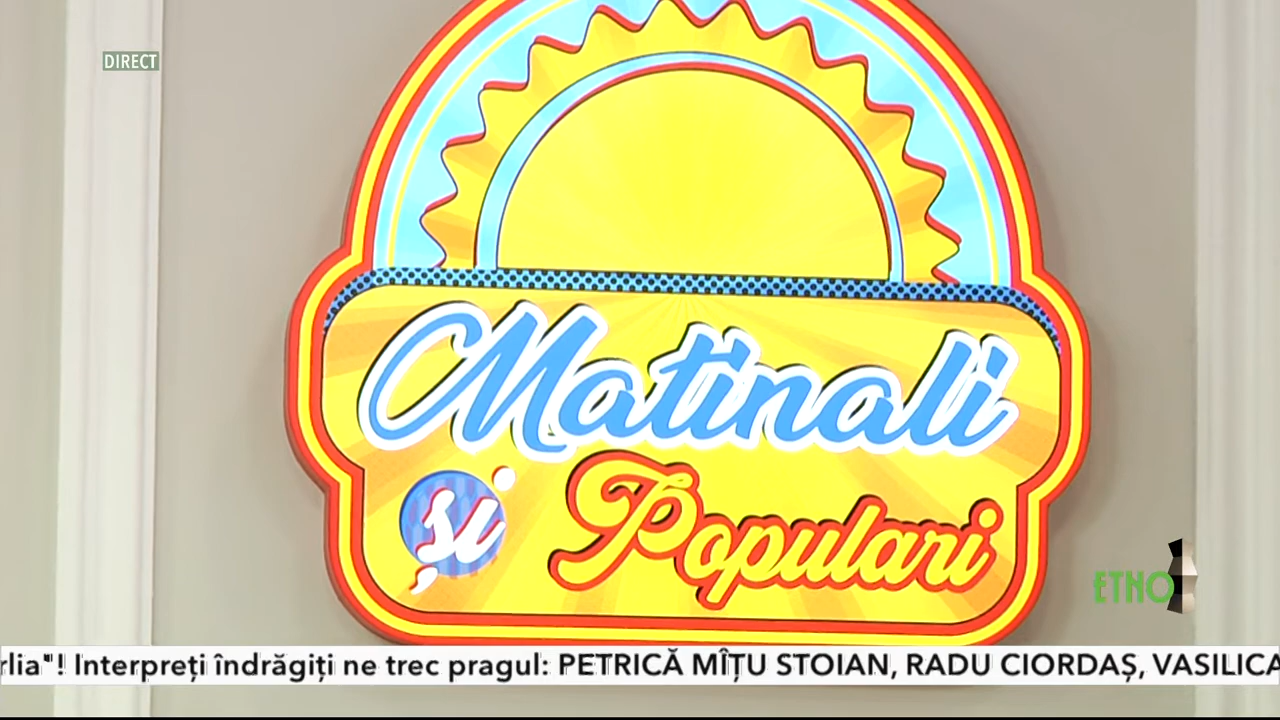 DIRECT
Matinali
și Populari
ETNO
rlia"! Interpreți îndrăgiți ne trec pragul: PETRICĂ MÎȚU STOIAN, RADU CIORDAȘ, VASILICA